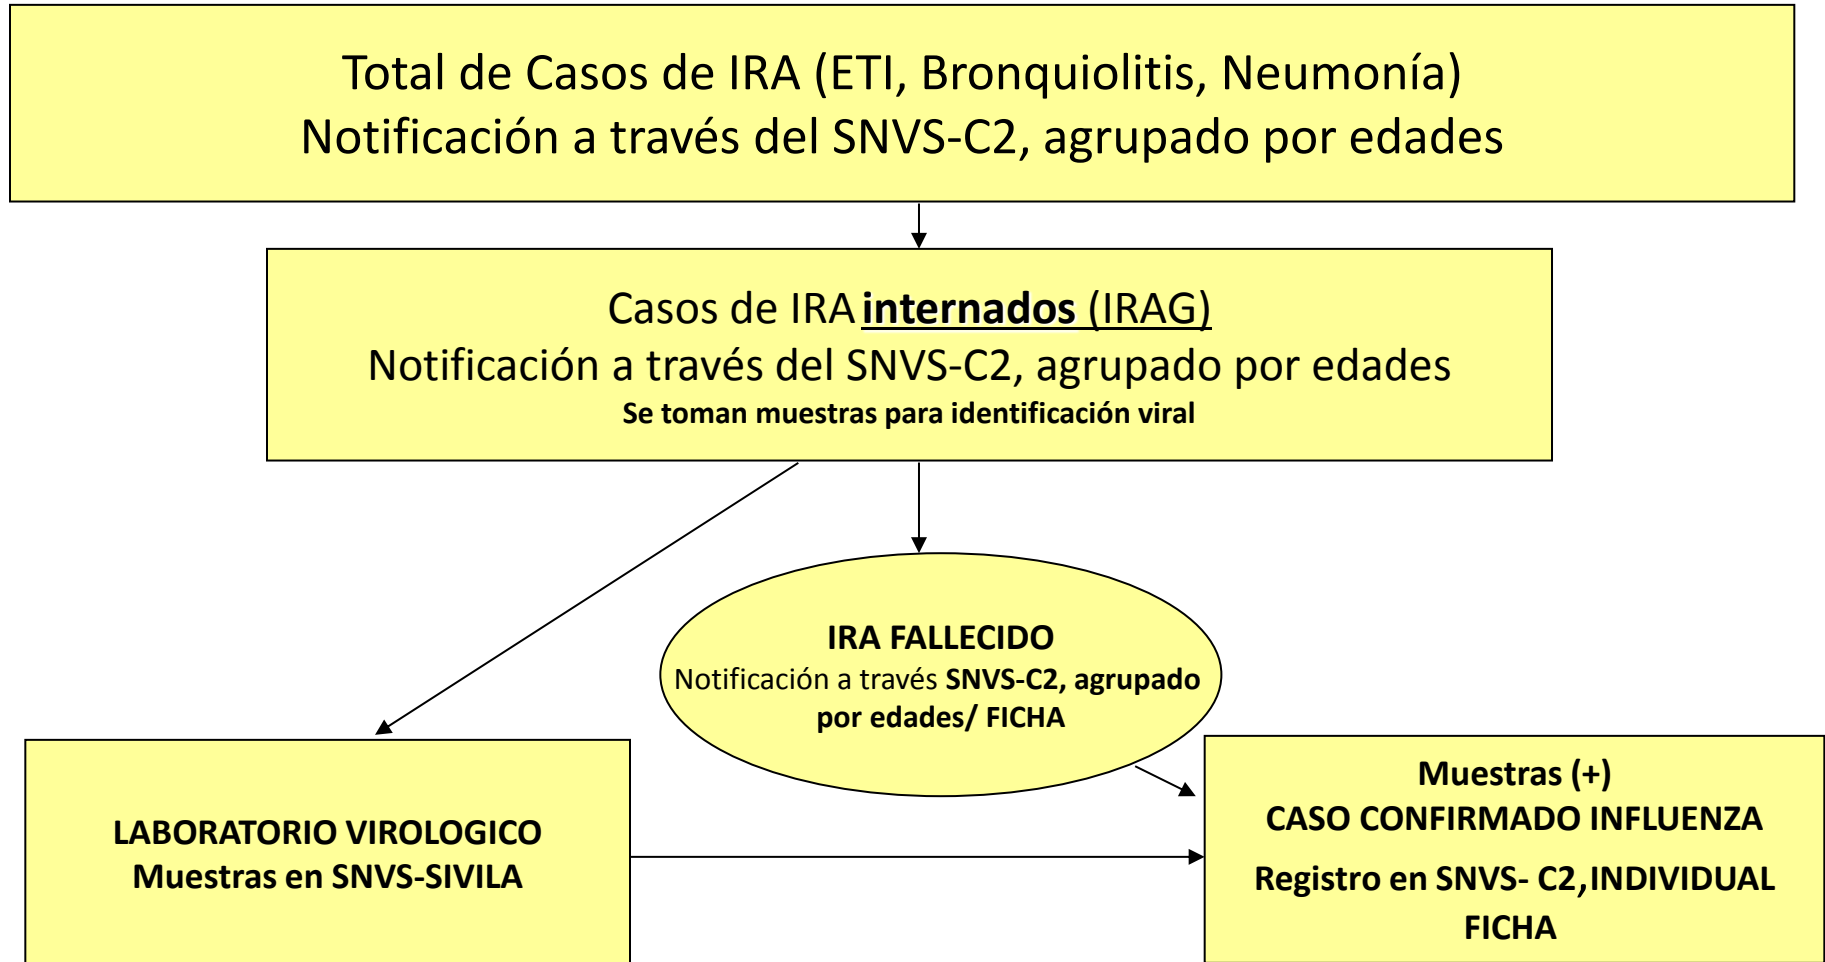 Total de Casos de IRA (ETI, Bronquiolitis, Neumonía)
Notificación a través del SNVS-C2, agrupado por edades
Casos de IRA internados (IRAG)
Notificación a través del SNVS-C2, agrupado por edades
Se toman muestras para identificación viral
IRA FALLECIDO
Notificación a través SNVS-C2, agrupado
por edades/ FICHA
LABORATORIO VIROLOGICO
Muestras en SNVS-SIVILA
Muestras (+)
CASO CONFIRMADO INFLUENZA
Registro en SNVS- C2,INDIVIDUAL
FICHA